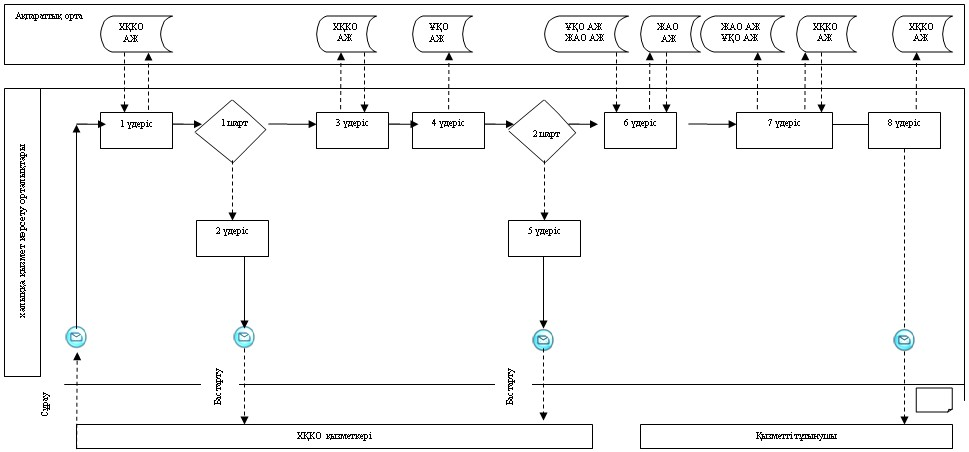 Ақпараттық орта
ХҚКО
АЖ
ХҚКО
АЖ
ҰҚО
АЖ
ҰҚО АЖ
ЖАО АЖ
ЖАО
АЖ
ЖАО АЖ
ҰҚО АЖ
ХҚКО
АЖ
ХҚКО
АЖ
халыққа қызмет көрсету орталықтары
1 үдеріс
1 шарт
3 үдеріс
4 үдеріс
2 шарт
6 үдеріс
7 үдеріс
8 үдеріс
2 үдеріс
5 үдеріс
Сұрау
Бас тарту
Бас тарту
ХҚКО қызметкері
Қызметті тұтынушы